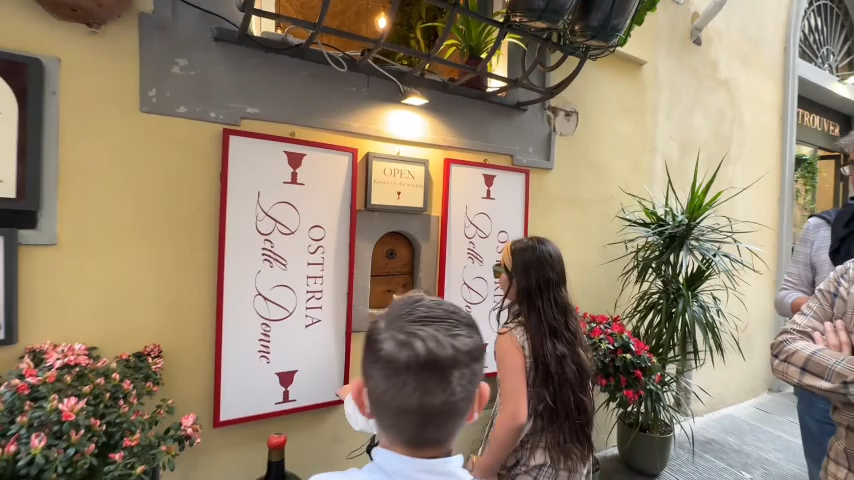 OSTERIA
Belle Donne
OPEN
OSTERIA
Belle Donne
TROUVER